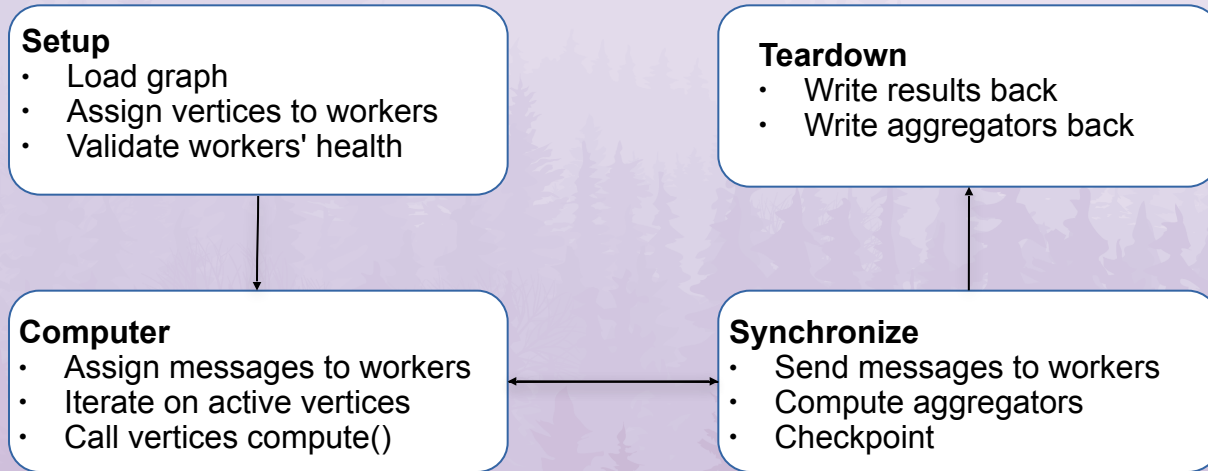 Setup
• Load graph
• Assign vertices to workers
• Validate workers' health
Teardown
• Write results back
• Write aggregators back
Computer
• Assign messages to workers
• Iterate on active vertices
• Call vertices compute()
Synchronize
• Send messages to workers
• Compute aggregators
• Checkpoint